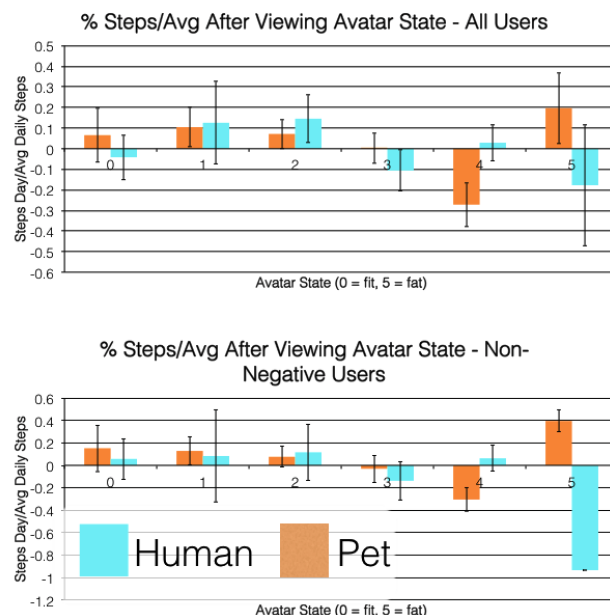 % Steps/Avg After Viewing Avatar State - All Users
Steps Day/Avg Daily Steps
0.5
0.4
0.3
0.2
0.1
0
-0.1
-0.2
-0.3
-0.4
-0.5
-0.6
0 1 2 3 4 5
Avatar State (0 = fit, 5 = fat)
% Steps/Avg After Viewing Avatar State - Non-
Negative Users
Steps Day/Avg Daily Steps
0.6
0.4
0.2
0
-0.2
-0.4
-0.6
-0.8
-1
-1.2
0 1 2 3 4 5
Human Pet
Avatar State (0 = fit, 5 = fat)